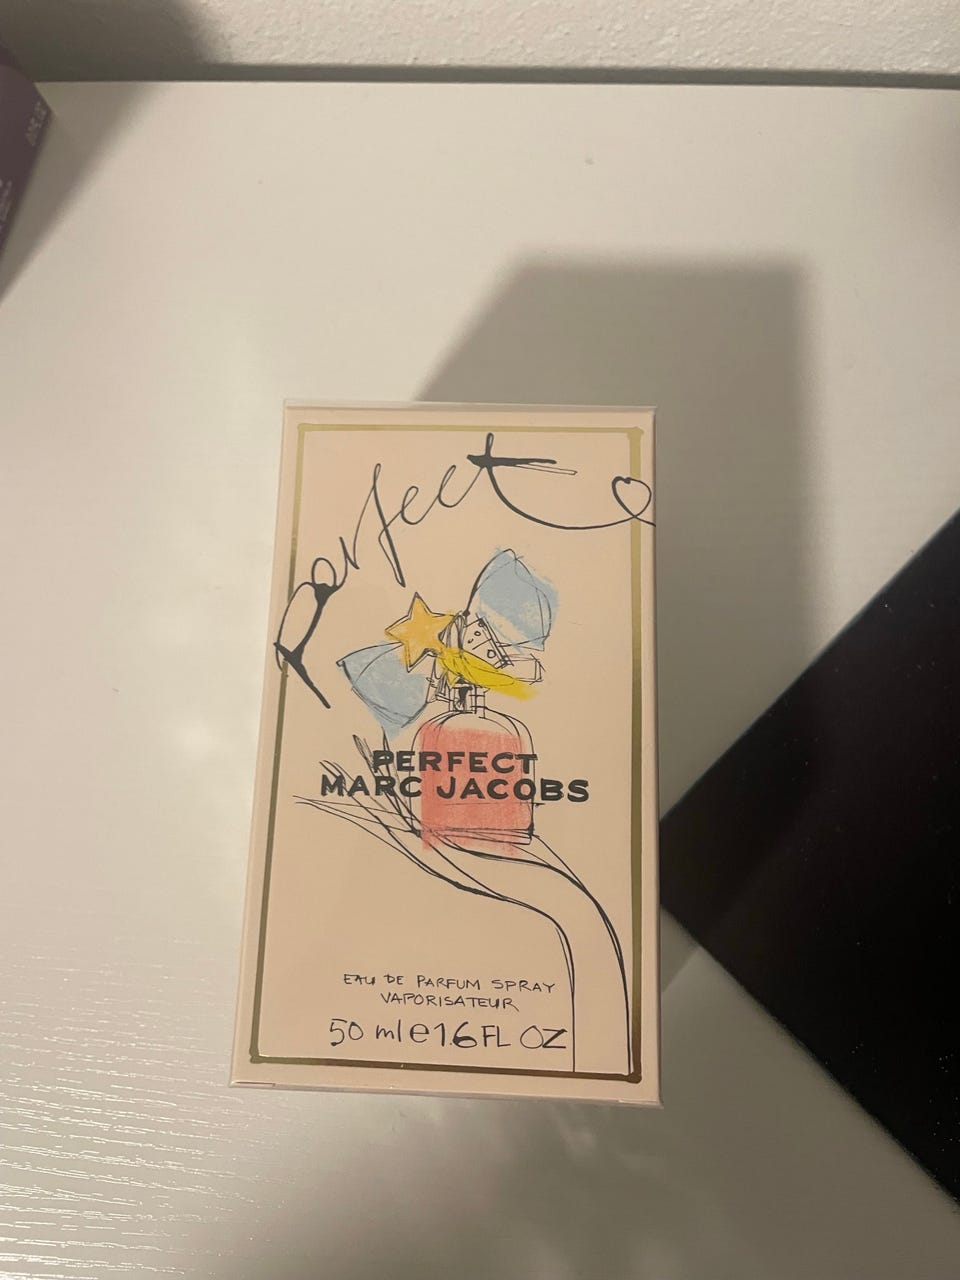 Perfect
PERFECT
MARC JACOBS
EAU DE PARFUM SPRAY
VAPORISATEUR
50 ml e 1.6 FL OZ